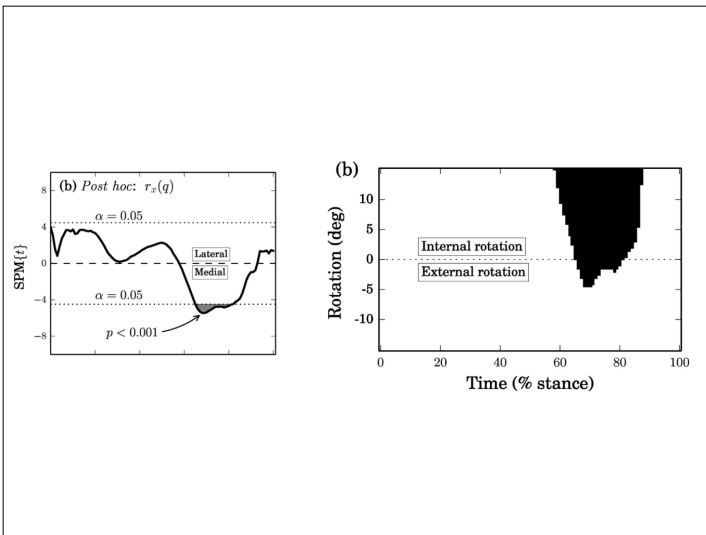 (b) Post hoc: r_x(q)
8
4
0
−4
−8
SPM{t}
α = 0.05
Lateral
Medial
α = 0.05
p < 0.001
(b)
10
5
0
-5
-10
Rotation (deg)
Internal rotation
External rotation
0 20 40 60 80 100
Time (% stance)